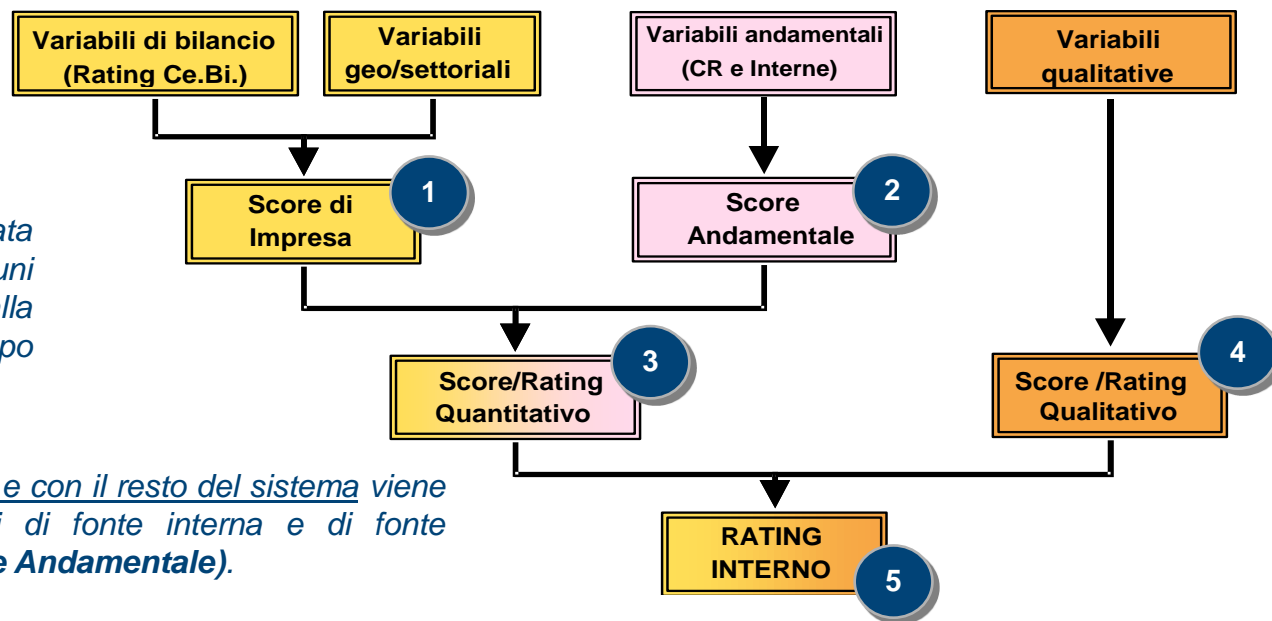 Variabili di bilancio
(Rating Ce.Bi.)
Variabili
geo/settoriali
Variabili andamentali
(CR e Interne)
Variabili
qualitative
Score di
Impresa
1
Score
Andamentale
2
ata
uni
lla
po
Score/Rating
Quantitativo
3
Score /Rating
Qualitativo
4
e con il resto del sistema viene
i di fonte interna e di fonte
e Andamentale).
RATING
INTERNO
5